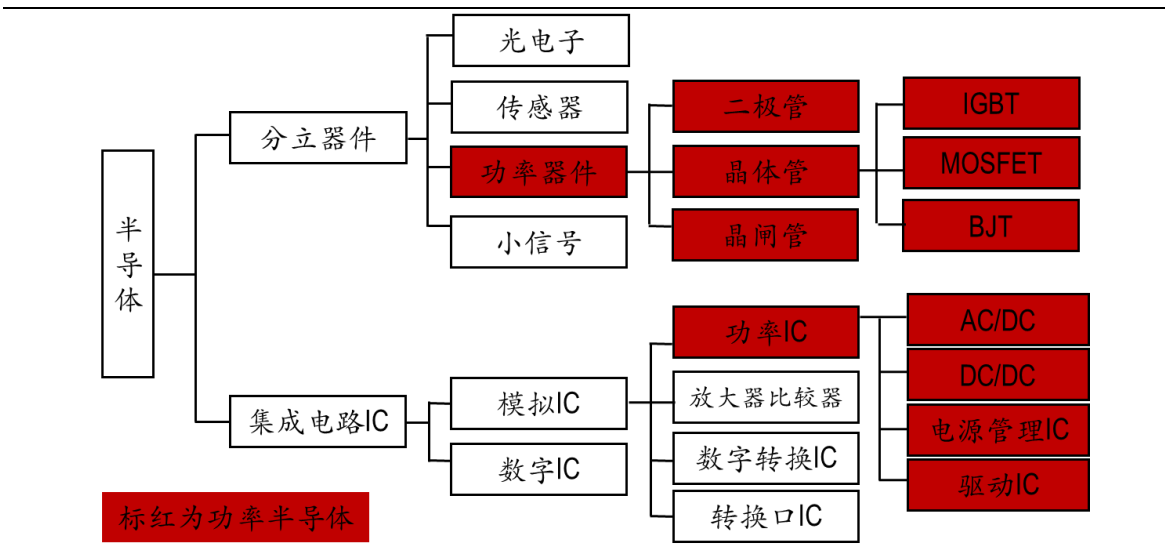 半导体
分立器件
光电子
传感器
功率器件
小信号
二极管
晶体管
晶闸管
IGBT
MOSFET
BJT
集成电路IC
模拟IC
数字IC
功率IC
放大器比较器
数字转换IC
转换口IC
AC/DC
DC/DC
电源管理IC
驱动IC
标红为功率半导体